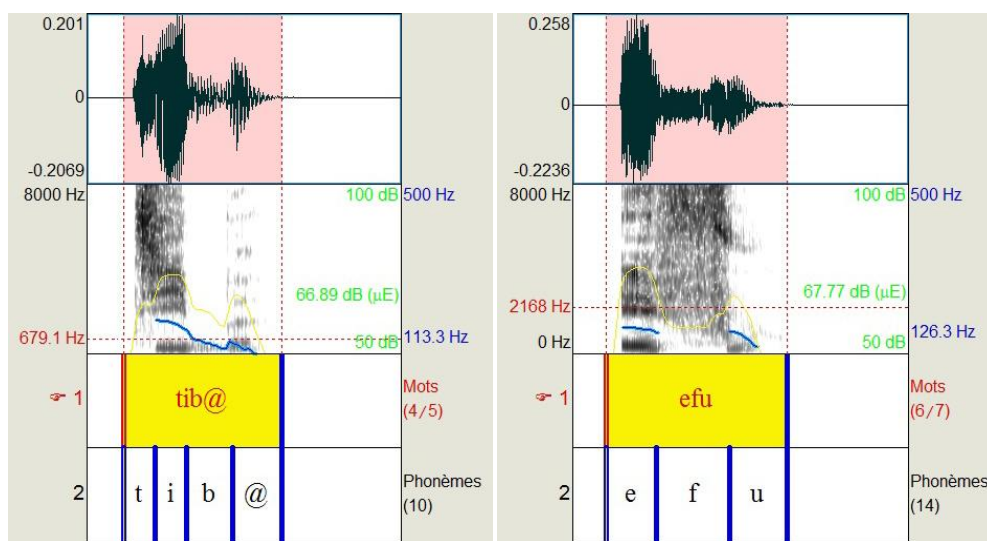 0.201
0
-0.2069
8000 Hz
100 dB
500 Hz
66.89 dB (µE)
679.1 Hz
113.3 Hz
50 dB
☞ 1
tib@
Mots
(4/5)
2
t i b @
Phonèmes
(10)
0.258
0
-0.2236
8000 Hz
100 dB
500 Hz
67.77 dB (µE)
2168 Hz
126.3 Hz
0 Hz
50 dB
☞ 1
efu
Mots
(6/7)
2
e f u
Phonèmes
(14)